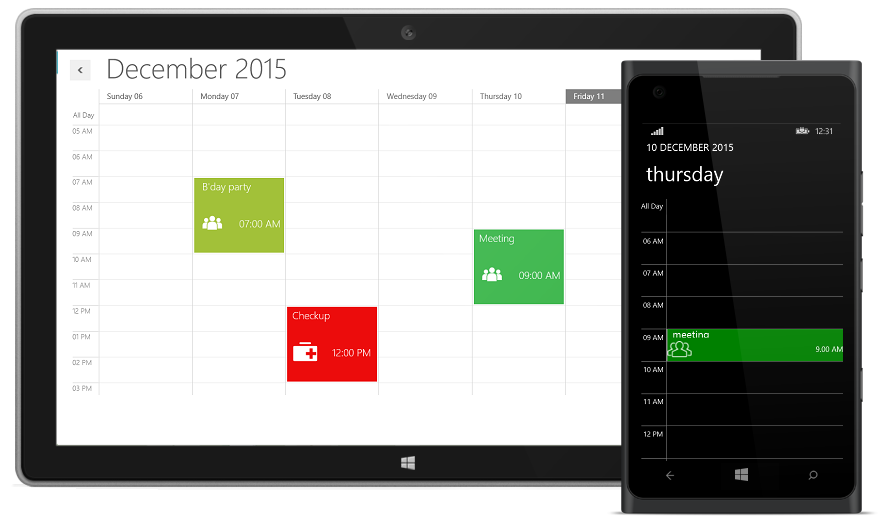 December 2015
Sunday 06 Monday 07 Tuesday 08 Wednesday 09 Thursday 10 Friday 11
All Day
05 AM
06 AM
07 AM
B'day party
07:00 AM
08 AM
09 AM
Meeting
09:00 AM
10 AM
11 AM
12 PM
Checkup
12:00 PM
01 PM
02 PM
03 PM
12:31
10 DECEMBER 2015
thursday
All Day
06 AM
07 AM
08 AM
09 AM
meeting
9.00 AM
10 AM
11 AM
12 PM